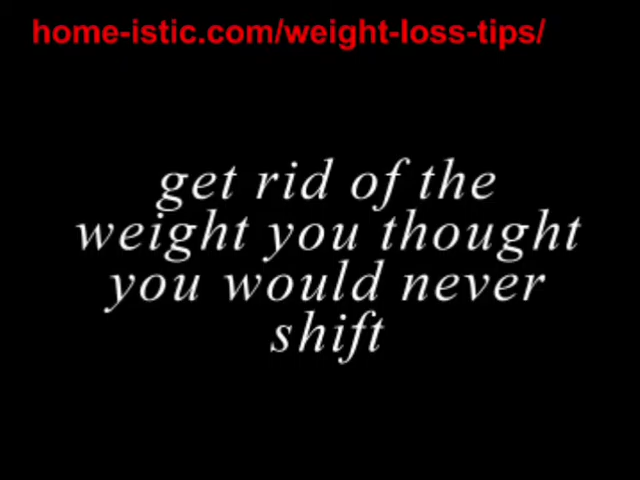 home-istic.com/weight-loss-tips/
get rid of the
weight you thought
you would never
shift